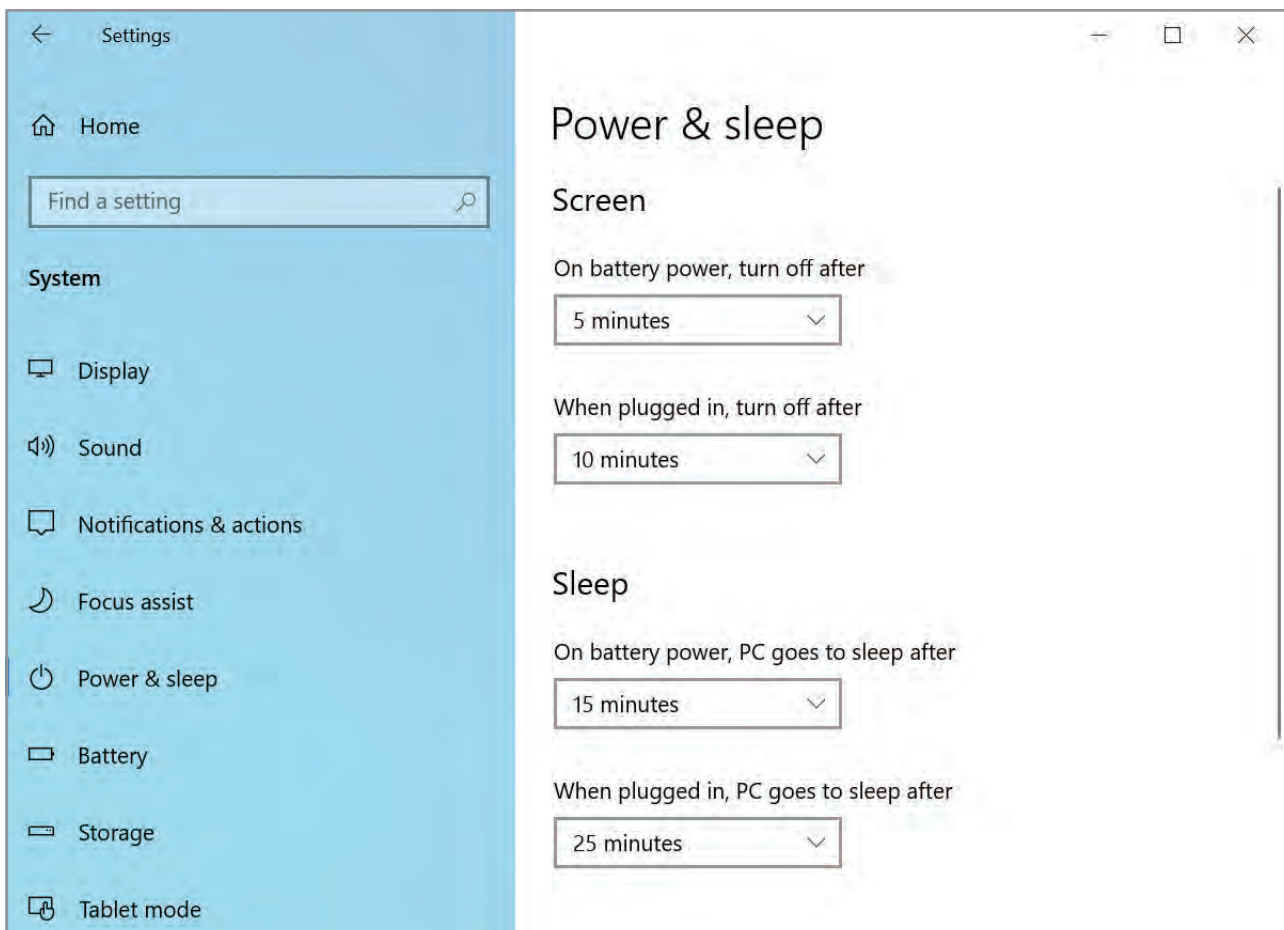 Settings
Home
Find a setting
System
Display
Sound
Notifications & actions
Focus assist
Power & sleep
Battery
Storage
Tablet mode
Power & sleep
Screen
On battery power, turn off after
5 minutes
When plugged in, turn off after
10 minutes
Sleep
On battery power, PC goes to sleep after
15 minutes
When plugged in, PC goes to sleep after
25 minutes